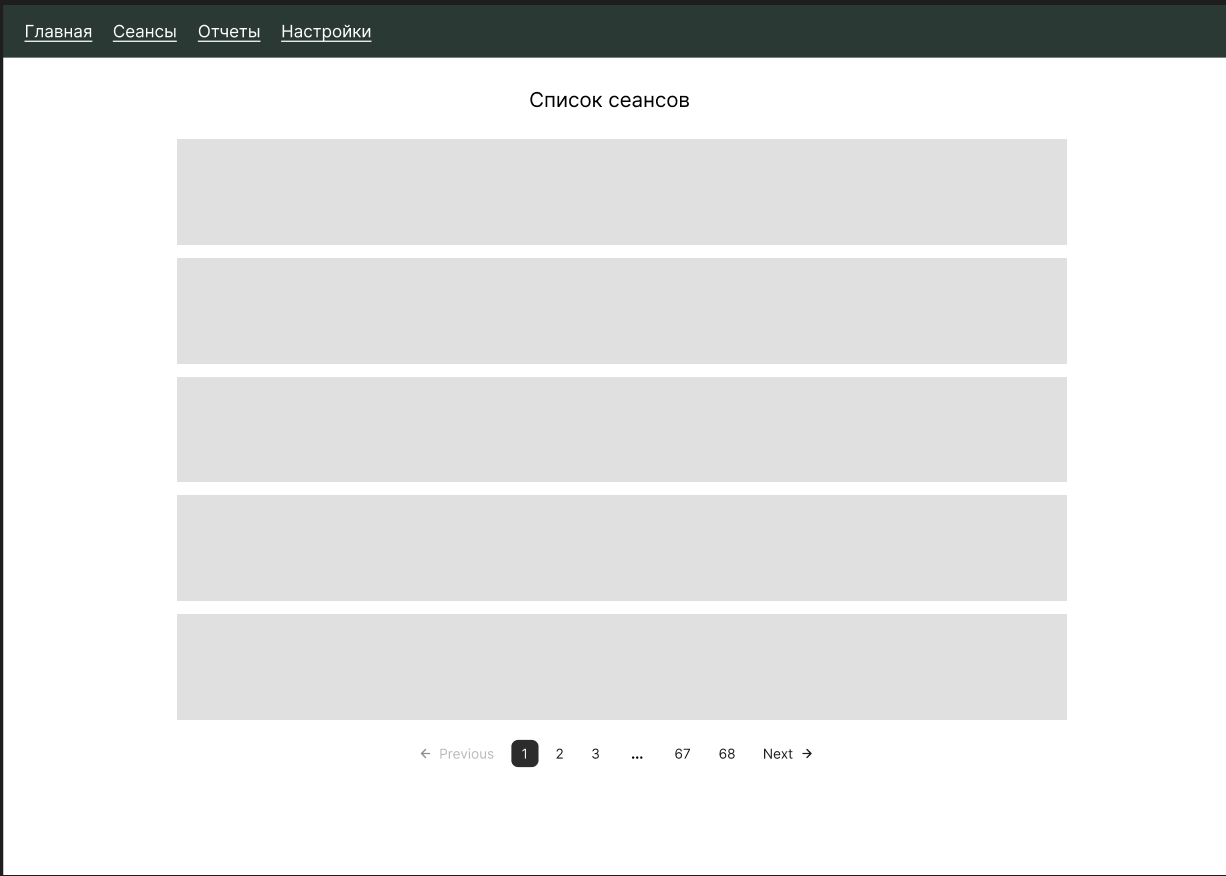 Главная Сеансы Отчеты Настройки
Список сеансов
← Previous 1 2 3 ... 67 68 Next →